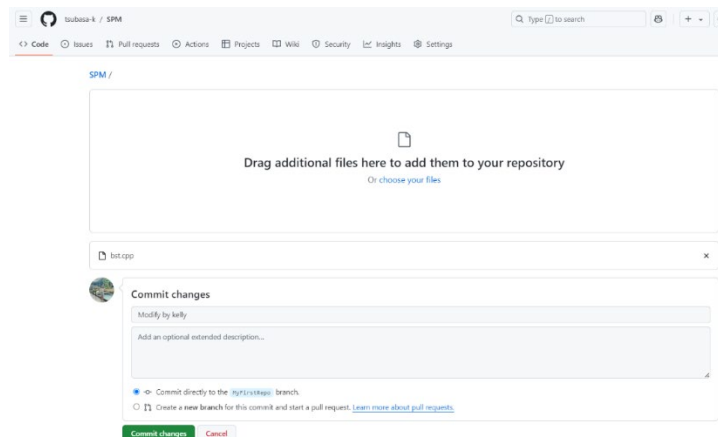 tsubasa-k / SPM
Type / to search
<> Code Issues Pull requests Actions Projects Wiki Security Insights Settings
SPM /
Drag additional files here to add them to your repository
Or choose your files
bst.cpp
Commit changes
Modify by kelly
Add an optional extended description...
Commit directly to the MyFirstRepo branch.
Create a new branch for this commit and start a pull request. Learn more about pull requests.
Commit changes Cancel